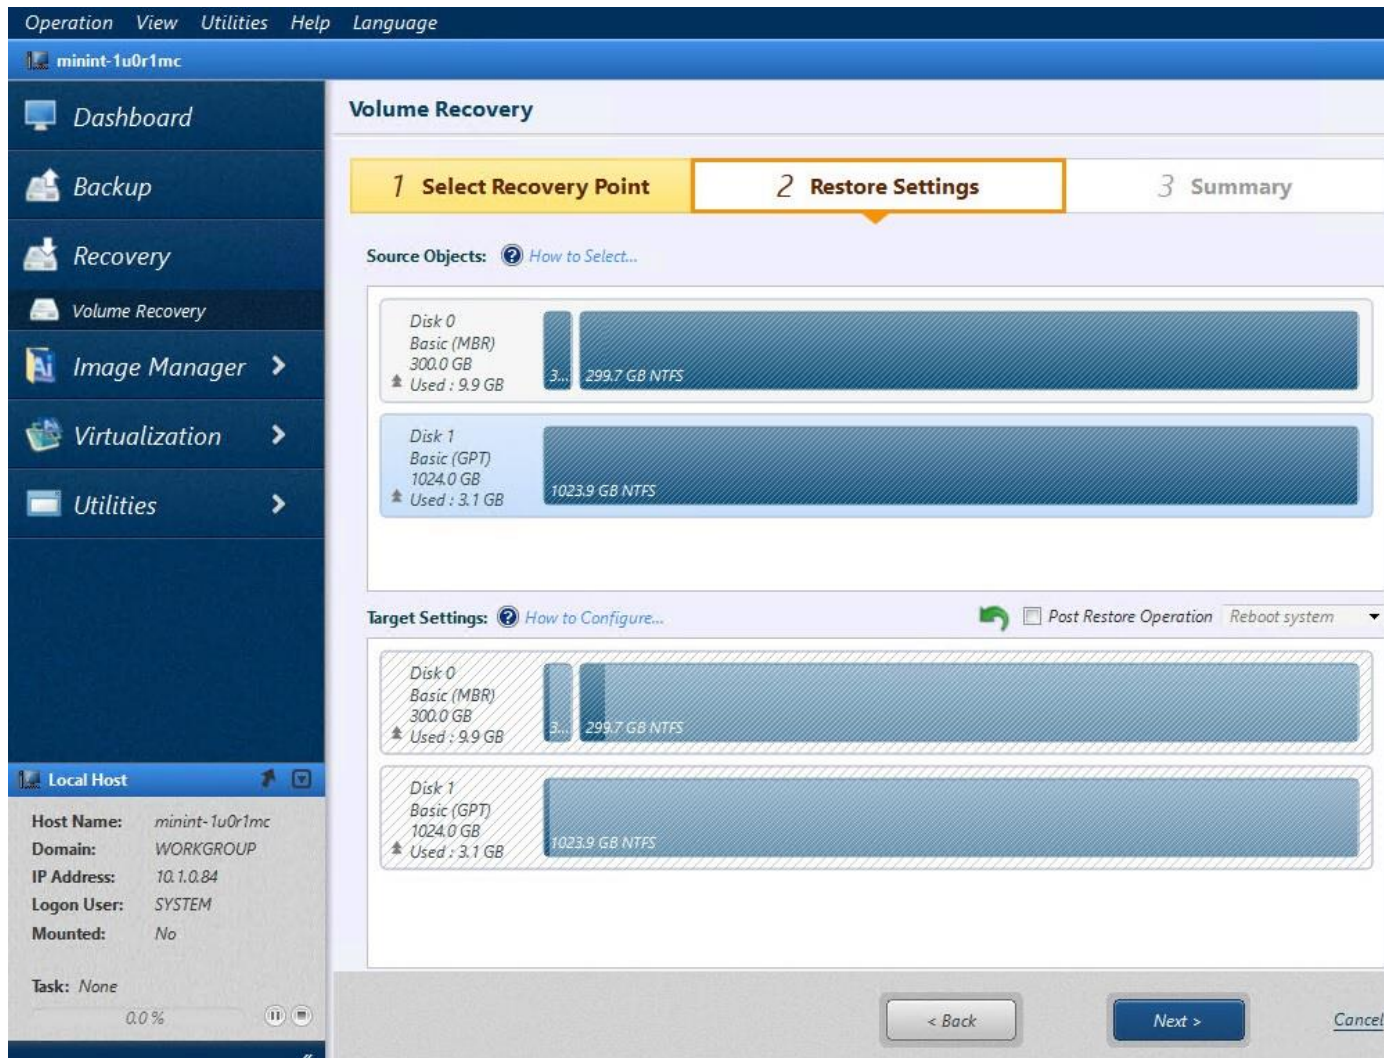 Operation View Utilities Help Language
minint-1u0r1mc
Dashboard
Backup
Recovery
Volume Recovery
Image Manager
Virtualization
Utilities
Local Host
Host Name: minint-1u0r1mc
Domain: WORKGROUP
IP Address: 10.1.0.84
Logon User: SYSTEM
Mounted: No
Task: None
0.0 %
Volume Recovery
1 Select Recovery Point
2 Restore Settings
3 Summary
Source Objects: ? How to Select...
Disk 0
Basic (MBR)
300.0 GB
Used : 9.9 GB
3... 299.7 GB NTFS
Disk 1
Basic (GPT)
1024.0 GB
Used : 3.1 GB
1023.9 GB NTFS
Target Settings: ? How to Configure... Post Restore Operation Reboot system
Disk 0
Basic (MBR)
300.0 GB
Used : 9.9 GB
3... 299.7 GB NTFS
Disk 1
Basic (GPT)
1024.0 GB
Used : 3.1 GB
1023.9 GB NTFS
< Back Next > Cancel